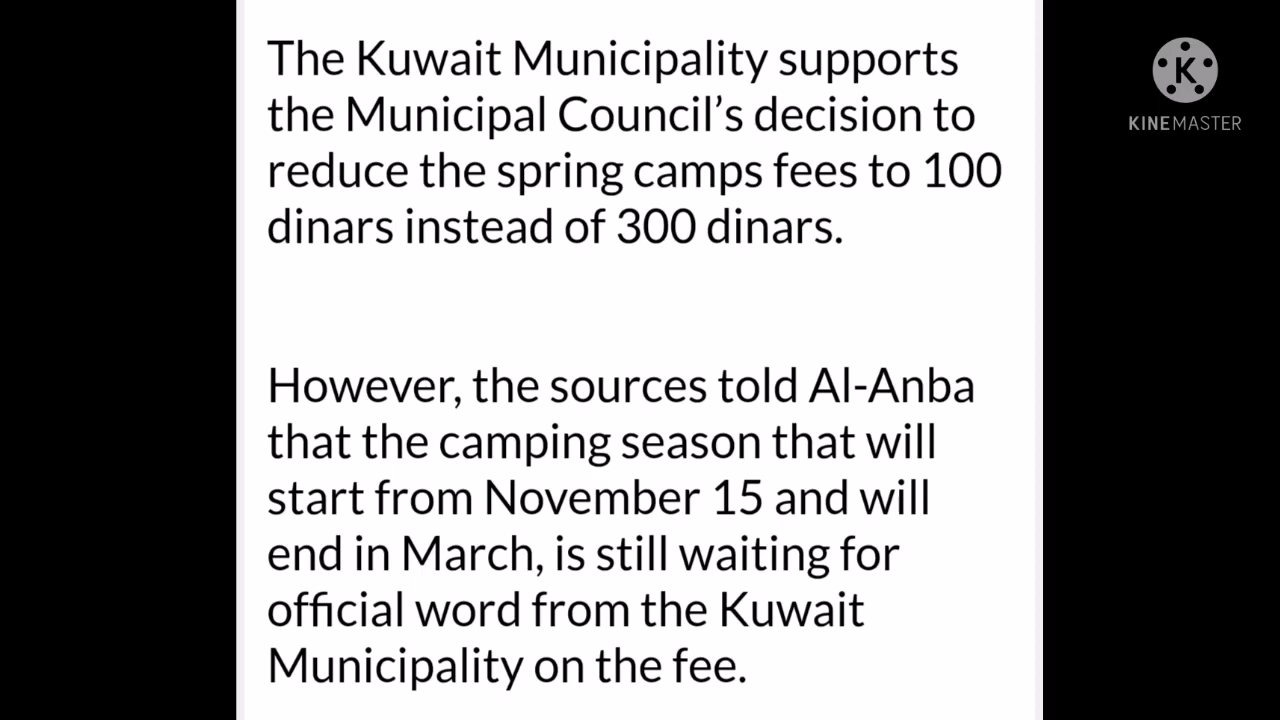 The Kuwait Municipality supports
the Municipal Council’s decision to
reduce the spring camps fees to 100
dinars instead of 300 dinars.
However, the sources told Al-Anba
that the camping season that will
start from November 15 and will
end in March, is still waiting for
official word from the Kuwait
Municipality on the fee.
K
KINEMASTER